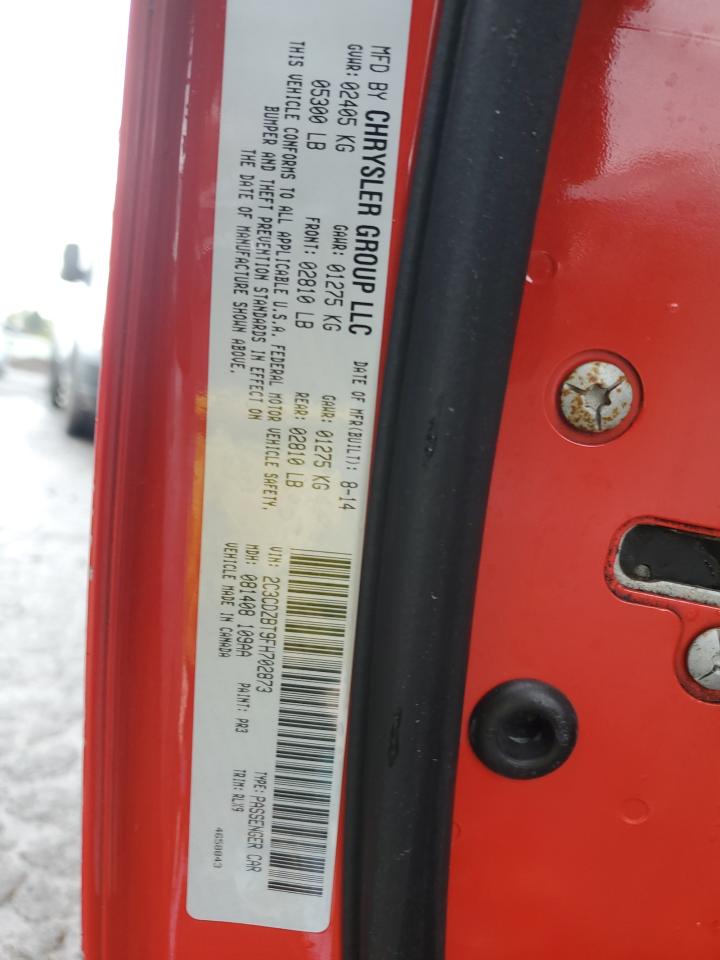 MFD BY CHRYSLER GROUP LLC
DATE OF MFR(BUILT): 8-14
GVWR: 02405 KG GAWR: 01275 KG GAWR: 01275 KG
05300 LB FRONT: 02810 LB REAR: 02810 LB
THIS VEHICLE CONFORMS TO ALL APPLICABLE U.S.A. FEDERAL MOTOR VEHICLE SAFETY,
BUMPER AND THEFT PREVENTION STANDARDS IN EFFECT ON
THE DATE OF MANUFACTURE SHOWN ABOVE.
VIN: 2C3CDZBT9FH702873 TYPE: PASSENGER CAR
MDH: 081408 109AA PAINT: PR3 TRIM: RLX9
VEHICLE MADE IN CANADA
4658043